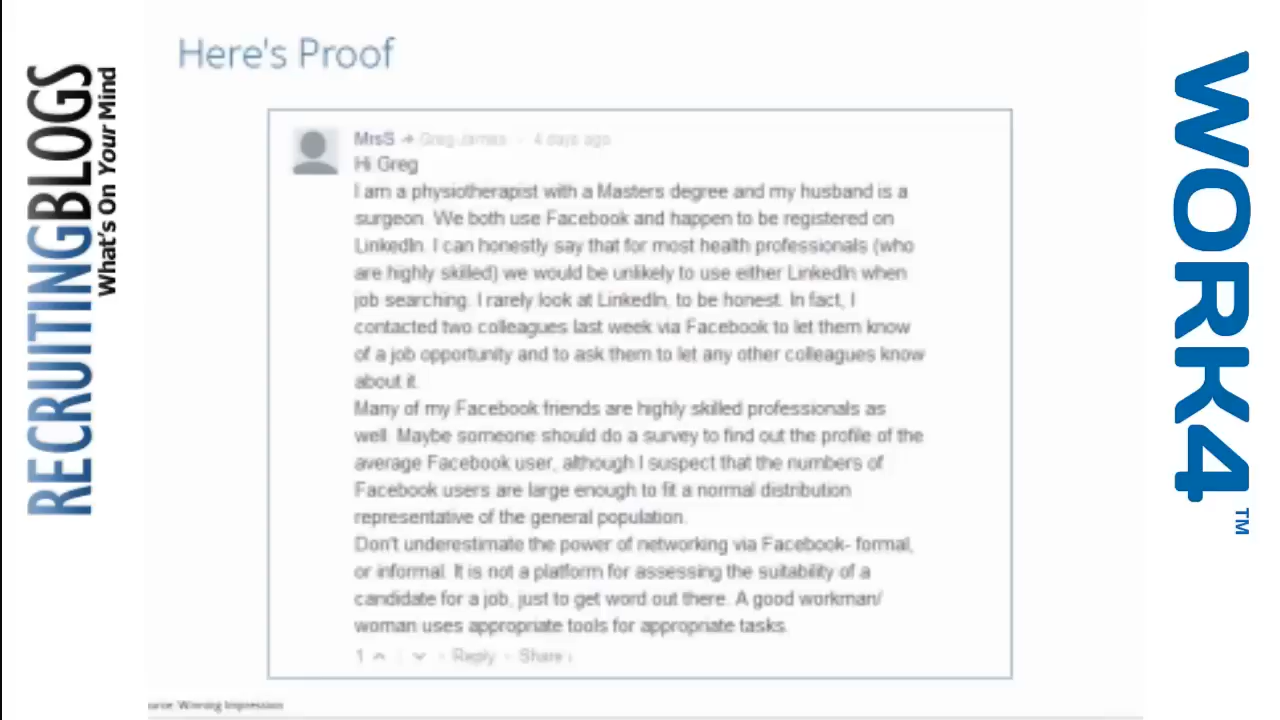 Here's Proof
MrsS → Greg James · 4 days ago
Hi Greg
I am a physiotherapist with a Masters degree and my husband is a
surgeon. We both use Facebook and happen to be registered on
LinkedIn. I can honestly say that for most health professionals (who
are highly skilled) we would be unlikely to use either LinkedIn when
job searching. I rarely look at LinkedIn, to be honest. In fact, I
contacted two colleagues last week via Facebook to let them know
of a job opportunity and to ask them to let any other colleagues know
about it.
Many of my Facebook friends are highly skilled professionals as
well. Maybe someone should do a survey to find out the profile of the
average Facebook user, although I suspect that the numbers of
Facebook users are large enough to fit a normal distribution
representative of the general population.
Don't underestimate the power of networking via Facebook- formal,
or informal. It is not a platform for assessing the suitability of a
candidate for a job, just to get word out there. A good workman/
woman uses appropriate tools for appropriate tasks.
1 · Reply · Share ›
Winning Impression
RECRUITINGBLOGS
What's On Your Mind
WORK4™